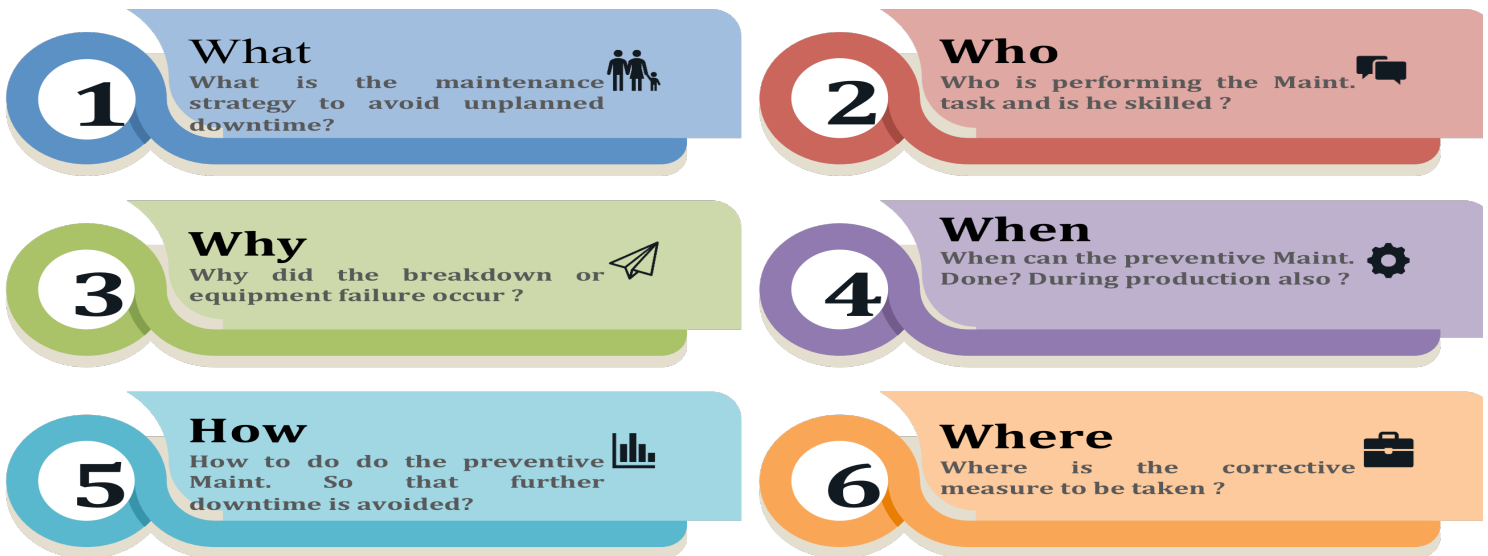 1
What
What is the maintenance
strategy to avoid unplanned
downtime?
2
Who
Who is performing the Maint.
task and is he skilled ?
3
Why
Why did the breakdown or
equipment failure occur ?
4
When
When can the preventive Maint.
Done? During production also ?
5
How
How to do do the preventive
Maint. So that further
downtime is avoided?
6
Where
Where is the corrective
measure to be taken ?